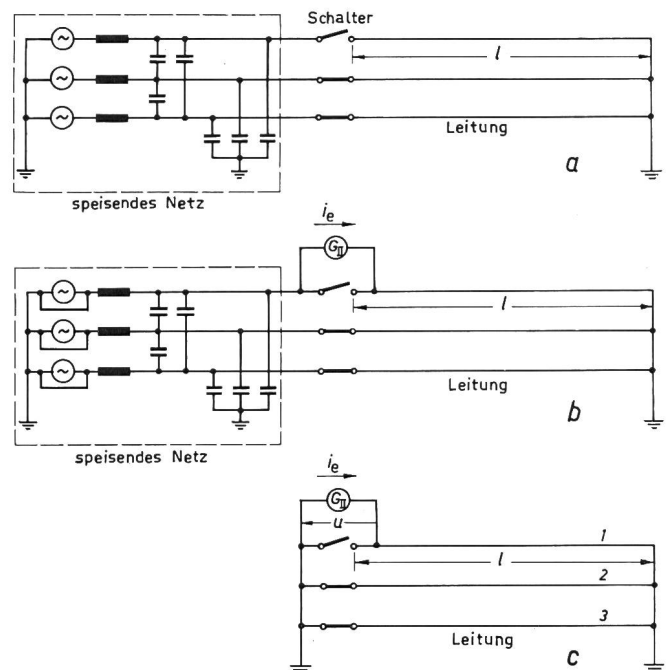 Schalter
~
l
~
~
Leitung
a
speisendes Netz
i_e
G_II
~
l
~
~
Leitung
b
speisendes Netz
i_e
G_II
u
1
l
2
3
Leitung
c